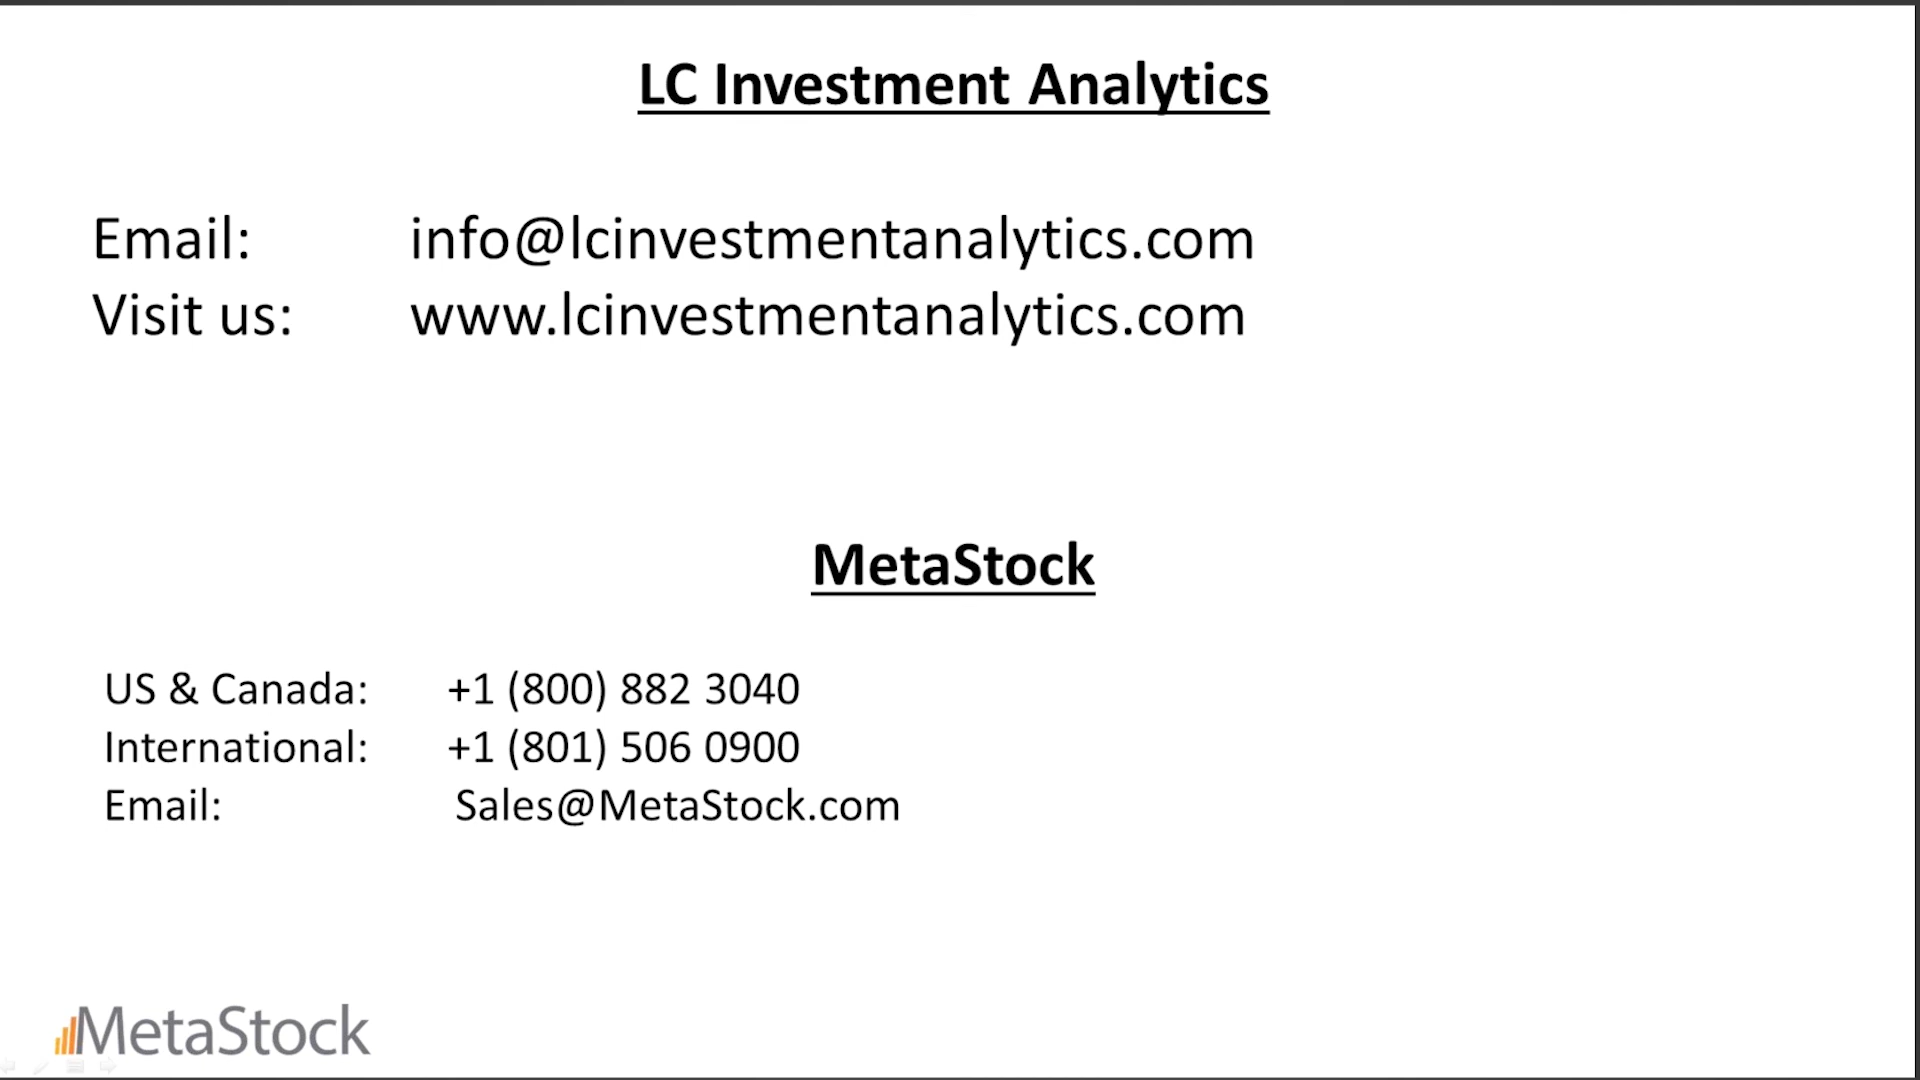 LC Investment Analytics
Email: info@lcinvestmentanalytics.com
Visit us: www.lcinvestmentanalytics.com
MetaStock
US & Canada: +1 (800) 882 3040
International: +1 (801) 506 0900
Email: Sales@MetaStock.com
MetaStock